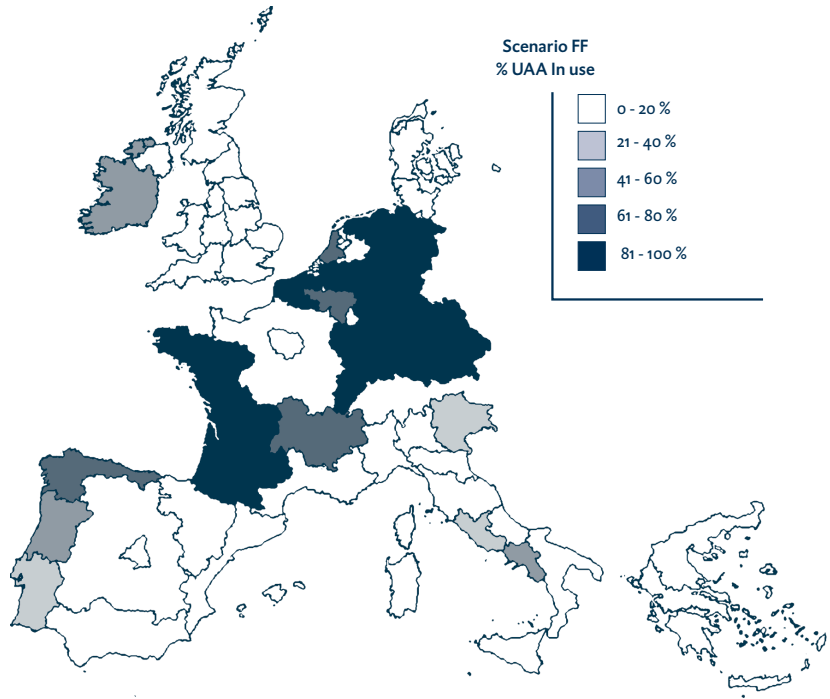 Scenario FF
% UAA In use
0 - 20 %
21 - 40 %
41 - 60 %
61 - 80 %
81 - 100 %